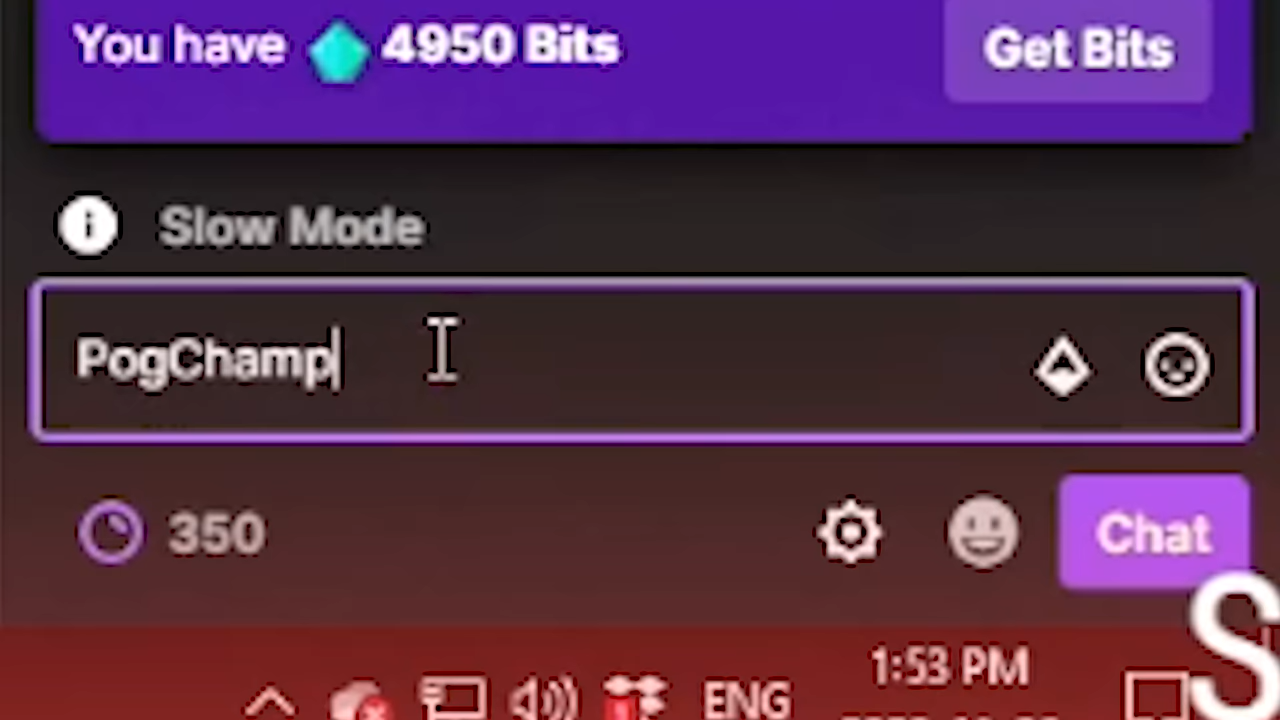 You have 4950 Bits
Get Bits
Slow Mode
PogChamp
350
Chat
S
ENG
1:53 PM